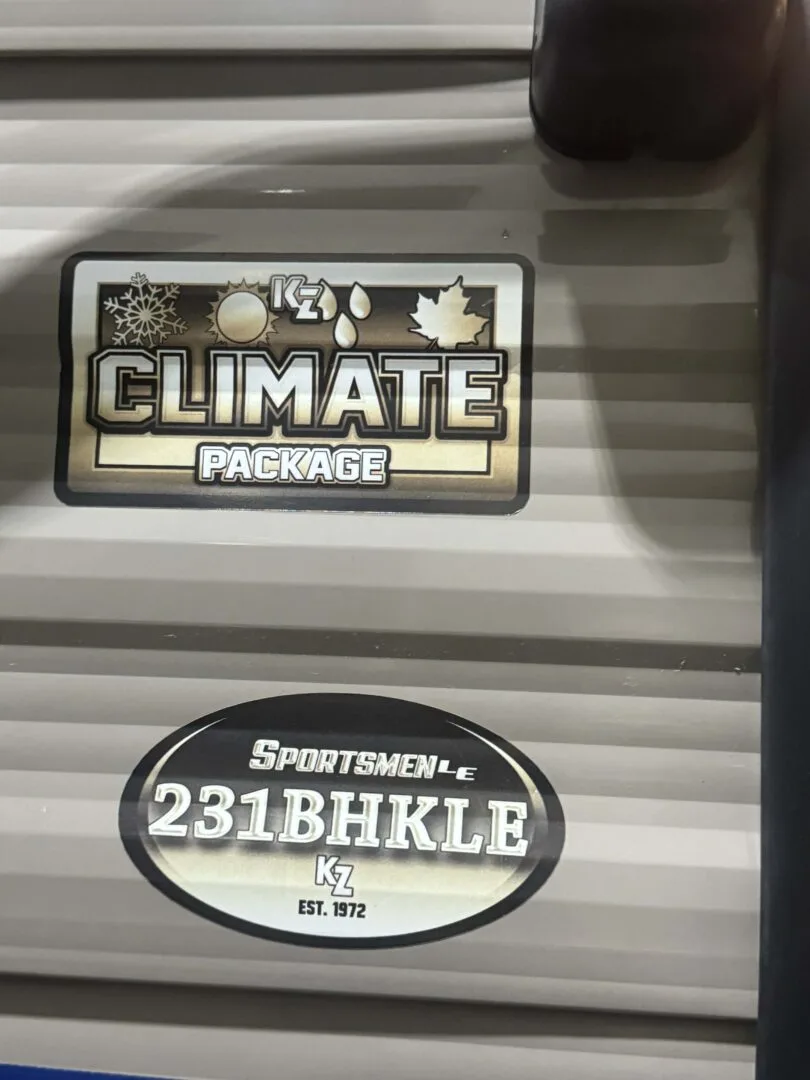 KZ
CLIMATE
PACKAGE
SPORTSMEN LE
231BHKLE
KZ
EST. 1972